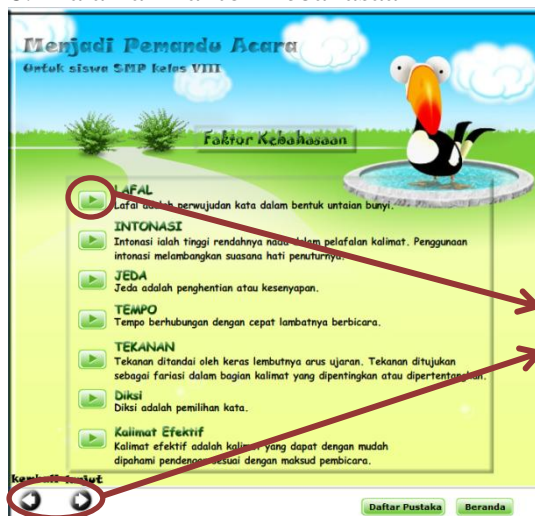 Menjadi Pemandu Acara
Untuk siswa SMP kelas VIII
Faktor Kebahasaan
LAFAL
Lafal adalah perwujudan kata dalam bentuk untaian bunyi.
INTONASI
Intonasi ialah tinggi rendahnya nada dalam pelafalan kalimat. Penggunaan
intonasi melambangkan suasana hati penuturnya.
JEDA
Jeda adalah penghentian atau kesenyapan.
TEMPO
Tempo berhubungan dengan cepat lambatnya berbicara.
TEKANAN
Tekanan ditandai oleh keras lembutnya arus ujaran. Tekanan ditujukan
sebagai fariasi dalam bagian kalimat yang dipentingkan atau dipertentangkan.
Diksi
Diksi adalah pemilihan kata.
Kalimat Efektif
Kalimat efektif adalah kalimat yang dapat dengan mudah
dipahami pendengar sesuai dengan maksud pembicara.
kembali lanjut
Daftar Pustaka Beranda